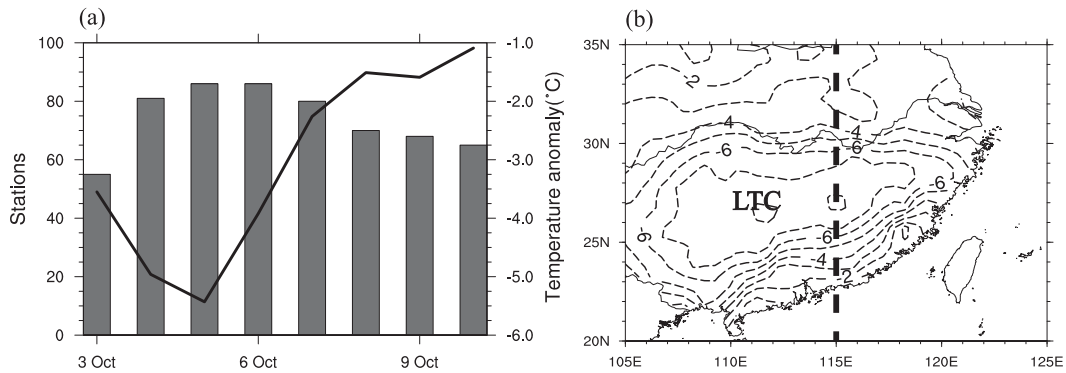 (a)
100
80
60
40
20
0
Stations
-1.0
-2.0
-3.0
-4.0
-5.0
-6.0
Temperature anomaly(°C)
3 Oct
6 Oct
9 Oct
(b)
35N
30N
25N
20N
105E
110E
115E
120E
125E
-2
-4
-4
-6
-6
-6
LTC
-6
-6
-4
-2